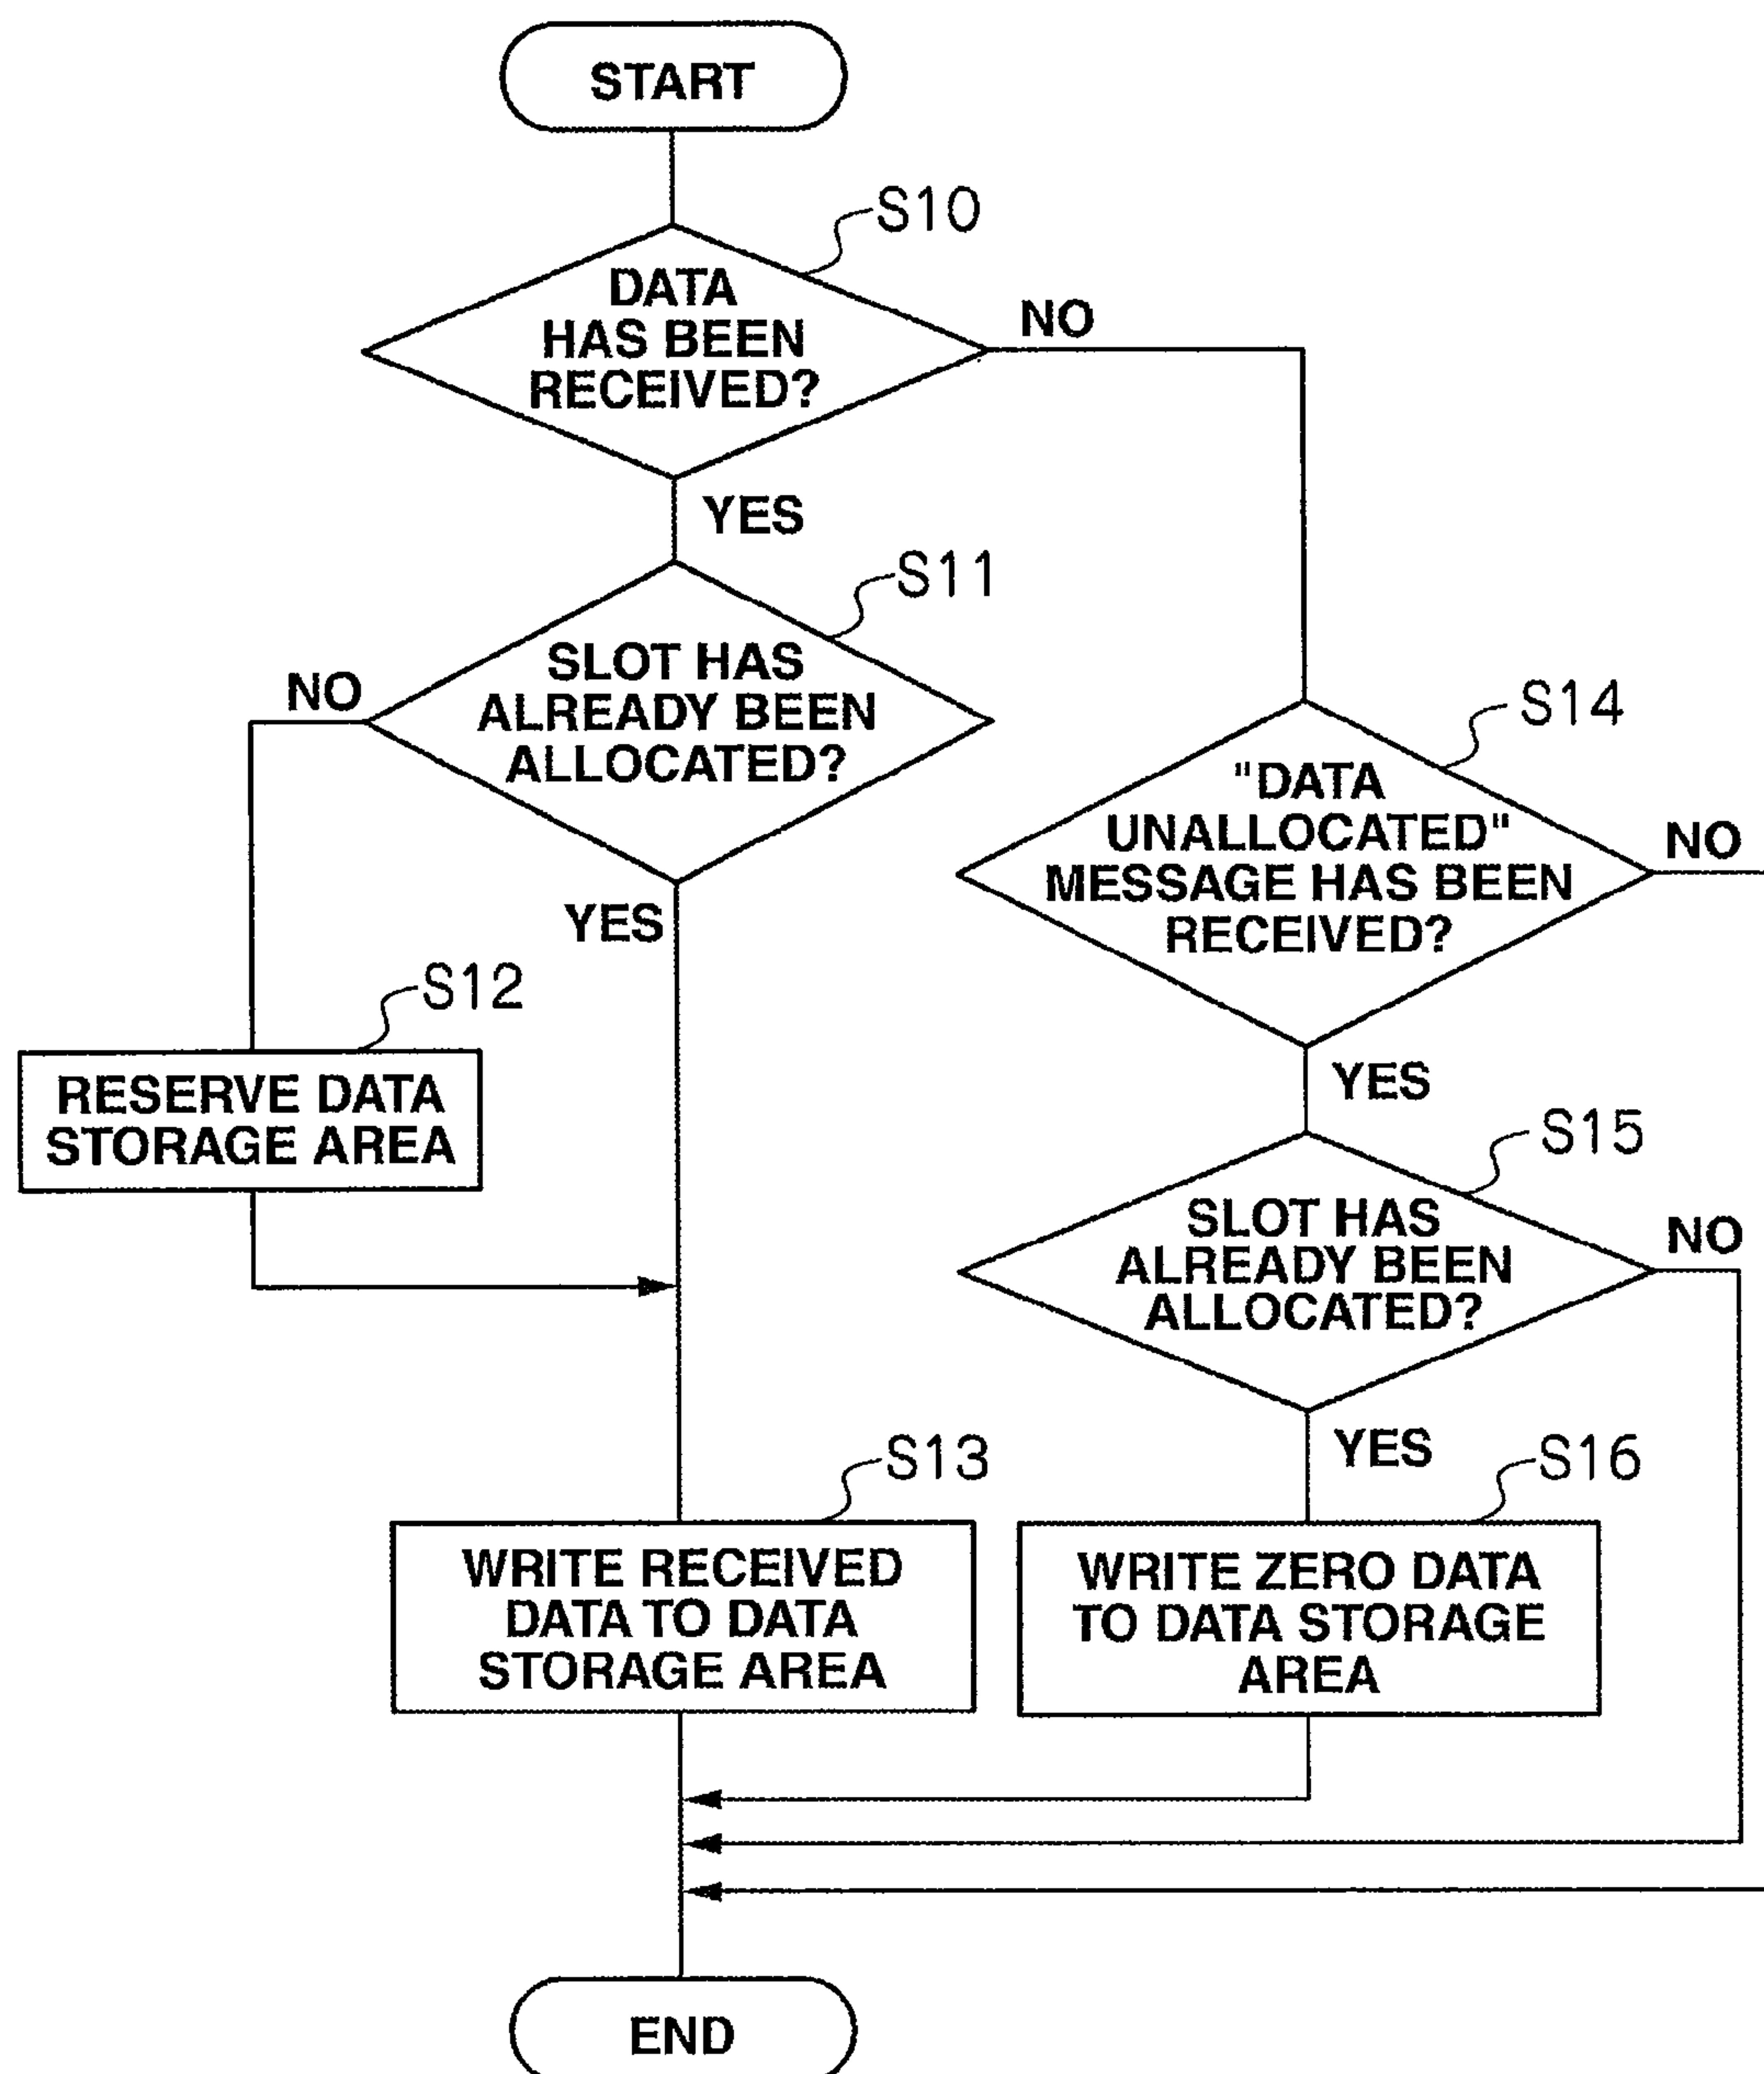 START
S10
DATA
HAS BEEN
RECEIVED?
NO
YES
S11
SLOT HAS
ALREADY BEEN
ALLOCATED?
NO
YES
S14
"DATA
UNALLOCATED"
MESSAGE HAS BEEN
RECEIVED?
NO
YES
S12
RESERVE DATA
STORAGE AREA
S15
SLOT HAS
ALREADY BEEN
ALLOCATED?
NO
YES
S13
WRITE RECEIVED
DATA TO DATA
STORAGE AREA
S16
WRITE ZERO DATA
TO DATA STORAGE
AREA
END